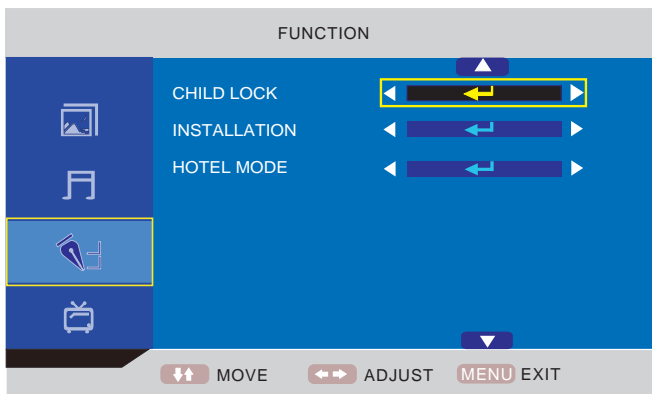 FUNCTION
CHILD LOCK
INSTALLATION
HOTEL MODE
MOVE ADJUST MENU EXIT